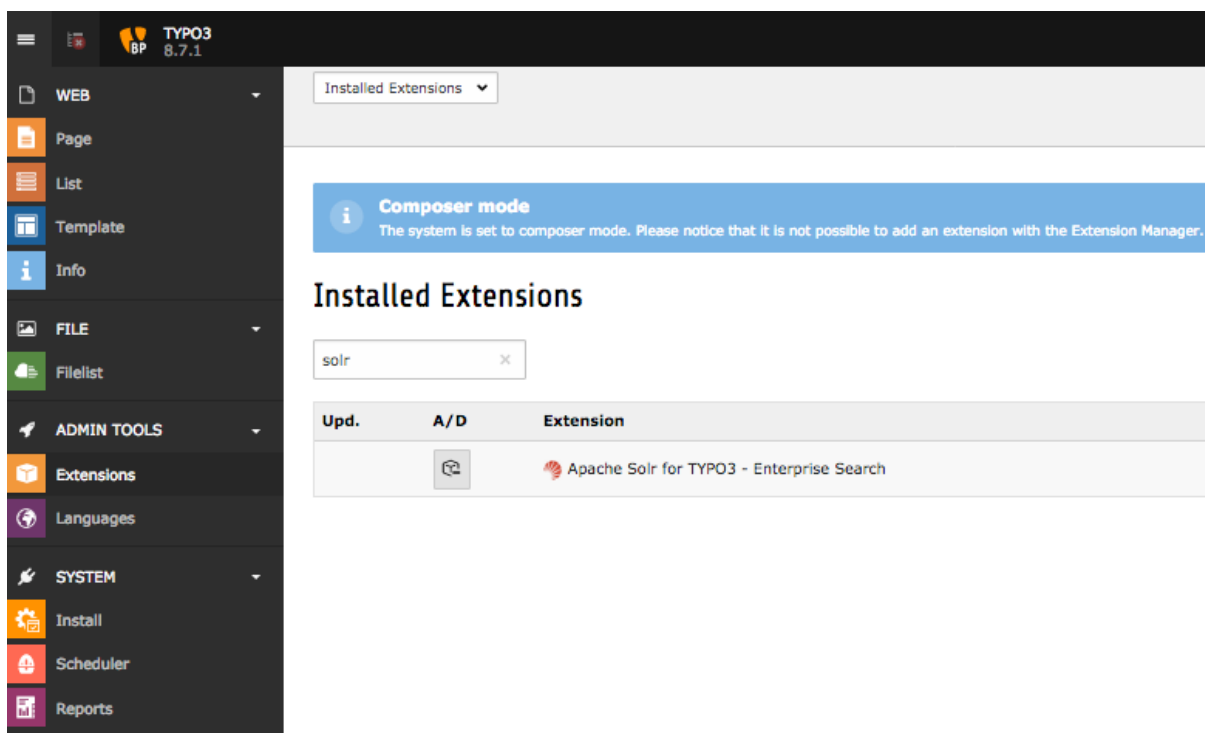 BP
TYPO3
8.7.1
WEB
Page
List
Template
Info
FILE
Filelist
ADMIN TOOLS
Extensions
Languages
SYSTEM
Install
Scheduler
Reports
Installed Extensions
Composer mode
The system is set to composer mode. Please notice that it is not possible to add an extension with the Extension Manager.
Installed Extensions
solr
Upd. A/D Extension
Apache Solr for TYPO3 - Enterprise Search